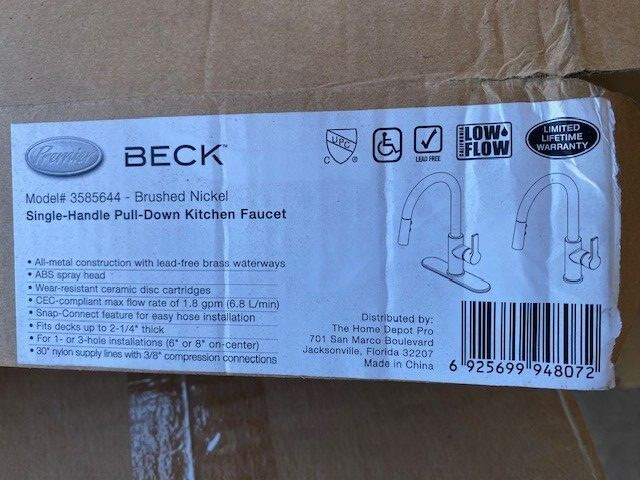 Premier BECK™
UPC
C ®
LEAD FREE
CALIFORNIA LOW FLOW
LIMITED
LIFETIME
WARRANTY
Model# 3585644 - Brushed Nickel
Single-Handle Pull-Down Kitchen Faucet
• All-metal construction with lead-free brass waterways
• ABS spray head
• Wear-resistant ceramic disc cartridges
• CEC-compliant max flow rate of 1.8 gpm (6.8 L/min)
• Snap-Connect feature for easy hose installation
• Fits decks up to 2-1/4" thick
• For 1- or 3-hole installations (6" or 8" on-center)
• 30" nylon supply lines with 3/8" compression connections
Distributed by:
The Home Depot Pro
701 San Marco Boulevard
Jacksonville, Florida 32207
Made in China
6 925699 948072